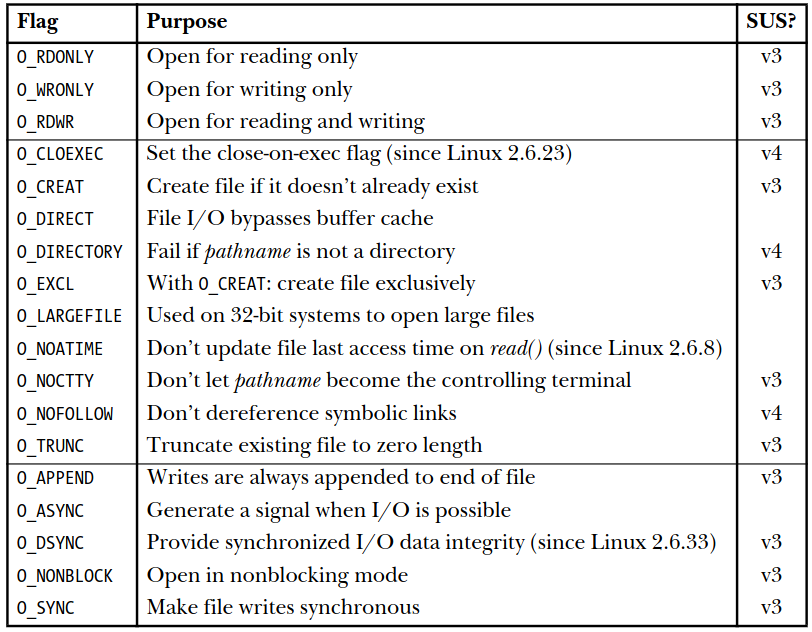 Flag Purpose SUS?
O_RDONLY Open for reading only v3
O_WRONLY Open for writing only v3
O_RDWR Open for reading and writing v3
O_CLOEXEC Set the close-on-exec flag (since Linux 2.6.23) v4
O_CREAT Create file if it doesn’t already exist v3
O_DIRECT File I/O bypasses buffer cache
O_DIRECTORY Fail if pathname is not a directory v4
O_EXCL With O_CREAT: create file exclusively v3
O_LARGEFILE Used on 32-bit systems to open large files
O_NOATIME Don’t update file last access time on read() (since Linux 2.6.8)
O_NOCTTY Don’t let pathname become the controlling terminal v3
O_NOFOLLOW Don’t dereference symbolic links v4
O_TRUNC Truncate existing file to zero length v3
O_APPEND Writes are always appended to end of file v3
O_ASYNC Generate a signal when I/O is possible
O_DSYNC Provide synchronized I/O data integrity (since Linux 2.6.33) v3
O_NONBLOCK Open in nonblocking mode v3
O_SYNC Make file writes synchronous v3